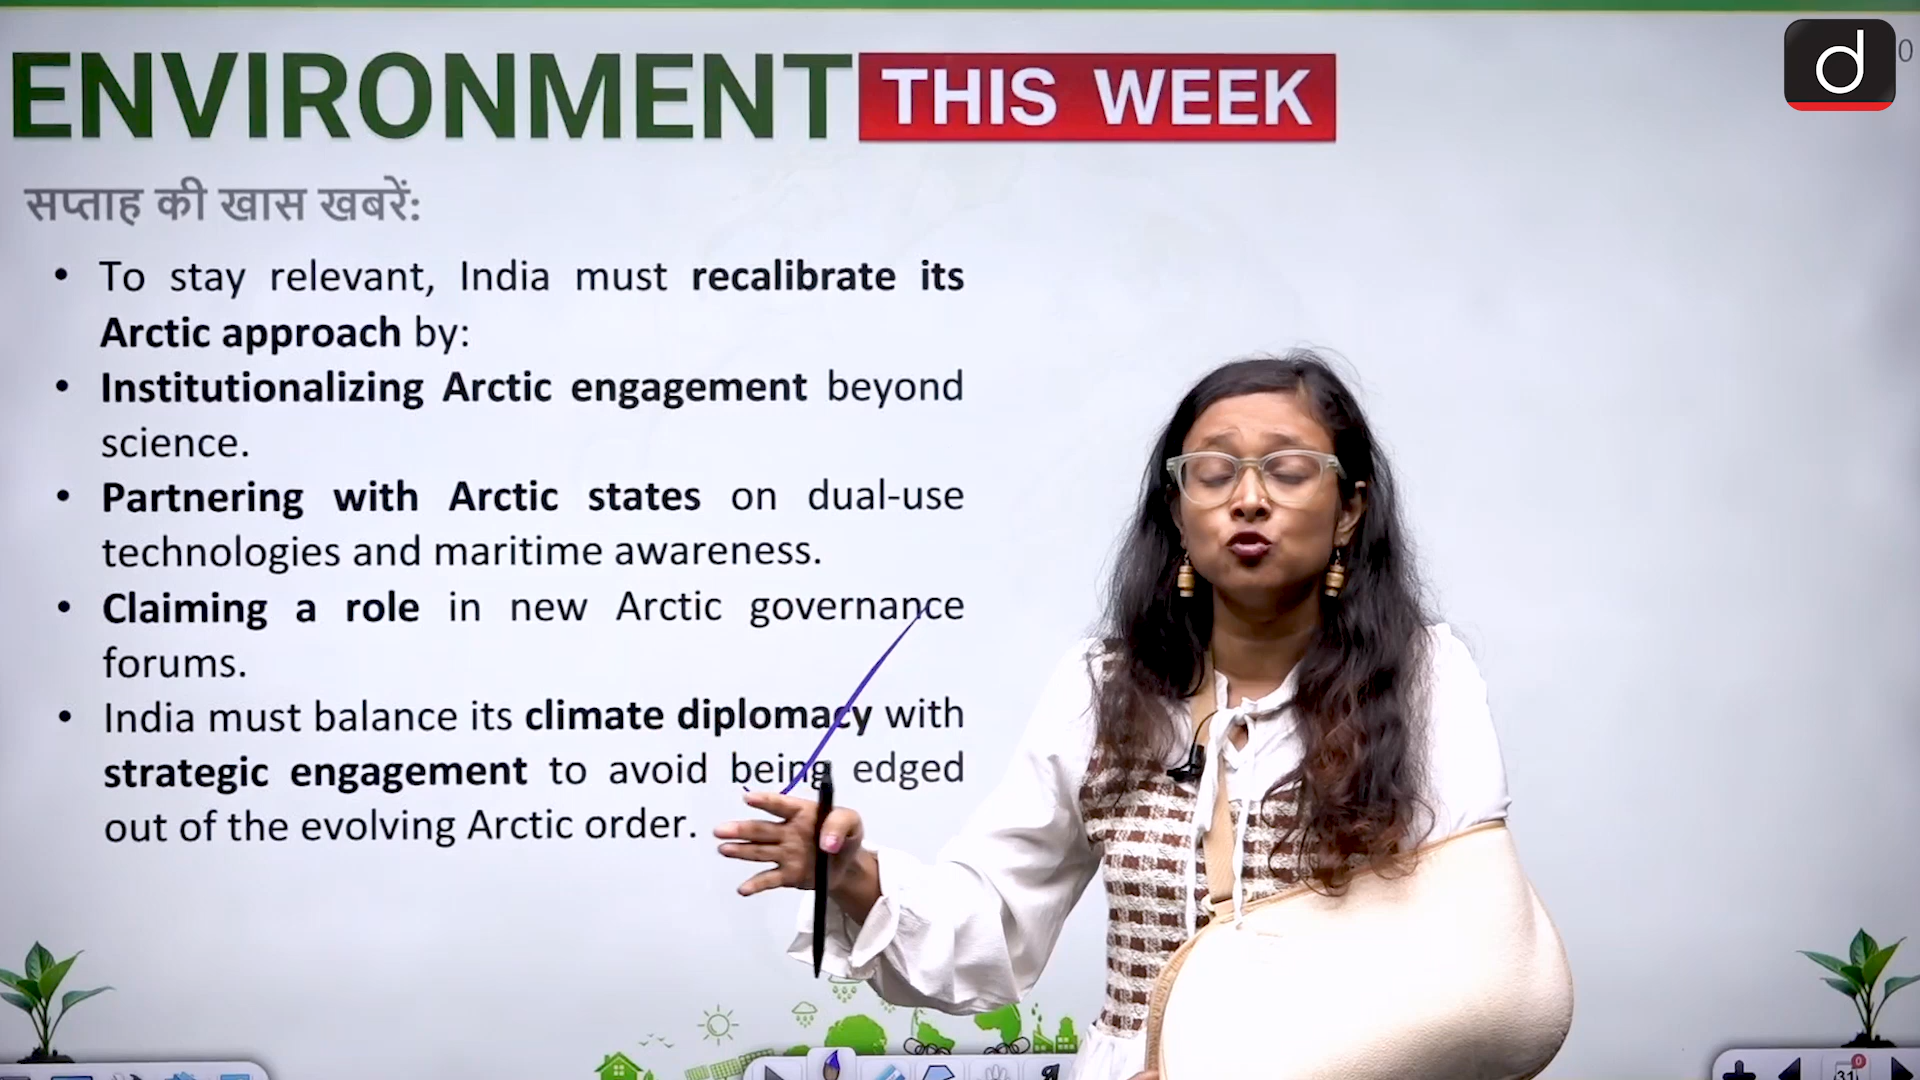 ENVIRONMENT THIS WEEK
d
0
सप्ताह की खास खबरें:
• To stay relevant, India must recalibrate its
Arctic approach by:
• Institutionalizing Arctic engagement beyond
science.
• Partnering with Arctic states on dual-use
technologies and maritime awareness.
• Claiming a role in new Arctic governance
forums.
• India must balance its climate diplomacy with
strategic engagement to avoid being edged
out of the evolving Arctic order.
A
31
0